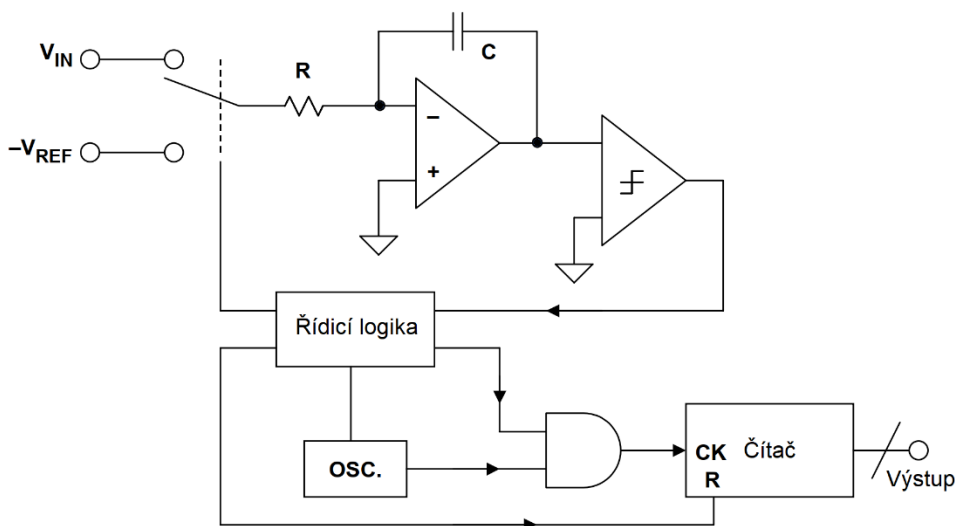 V_IN
R
C
–V_REF
−
+
Řídicí logika
OSC.
CK
R
Čítač
Výstup